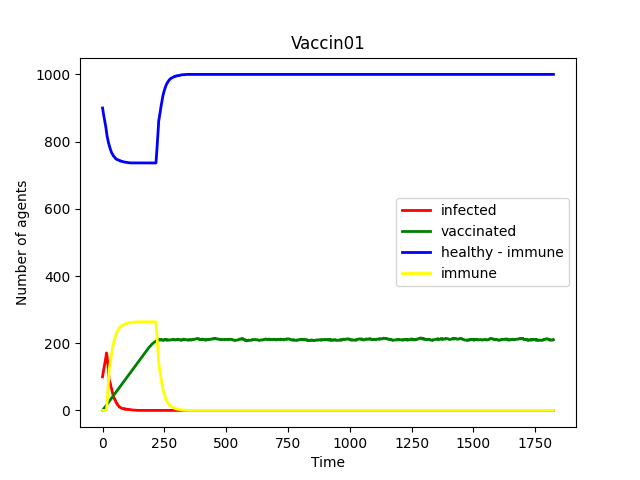 Vaccin01
Number of agents
1000
800
600
400
200
0
infected
vaccinated
healthy - immune
immune
0 250 500 750 1000 1250 1500 1750
Time